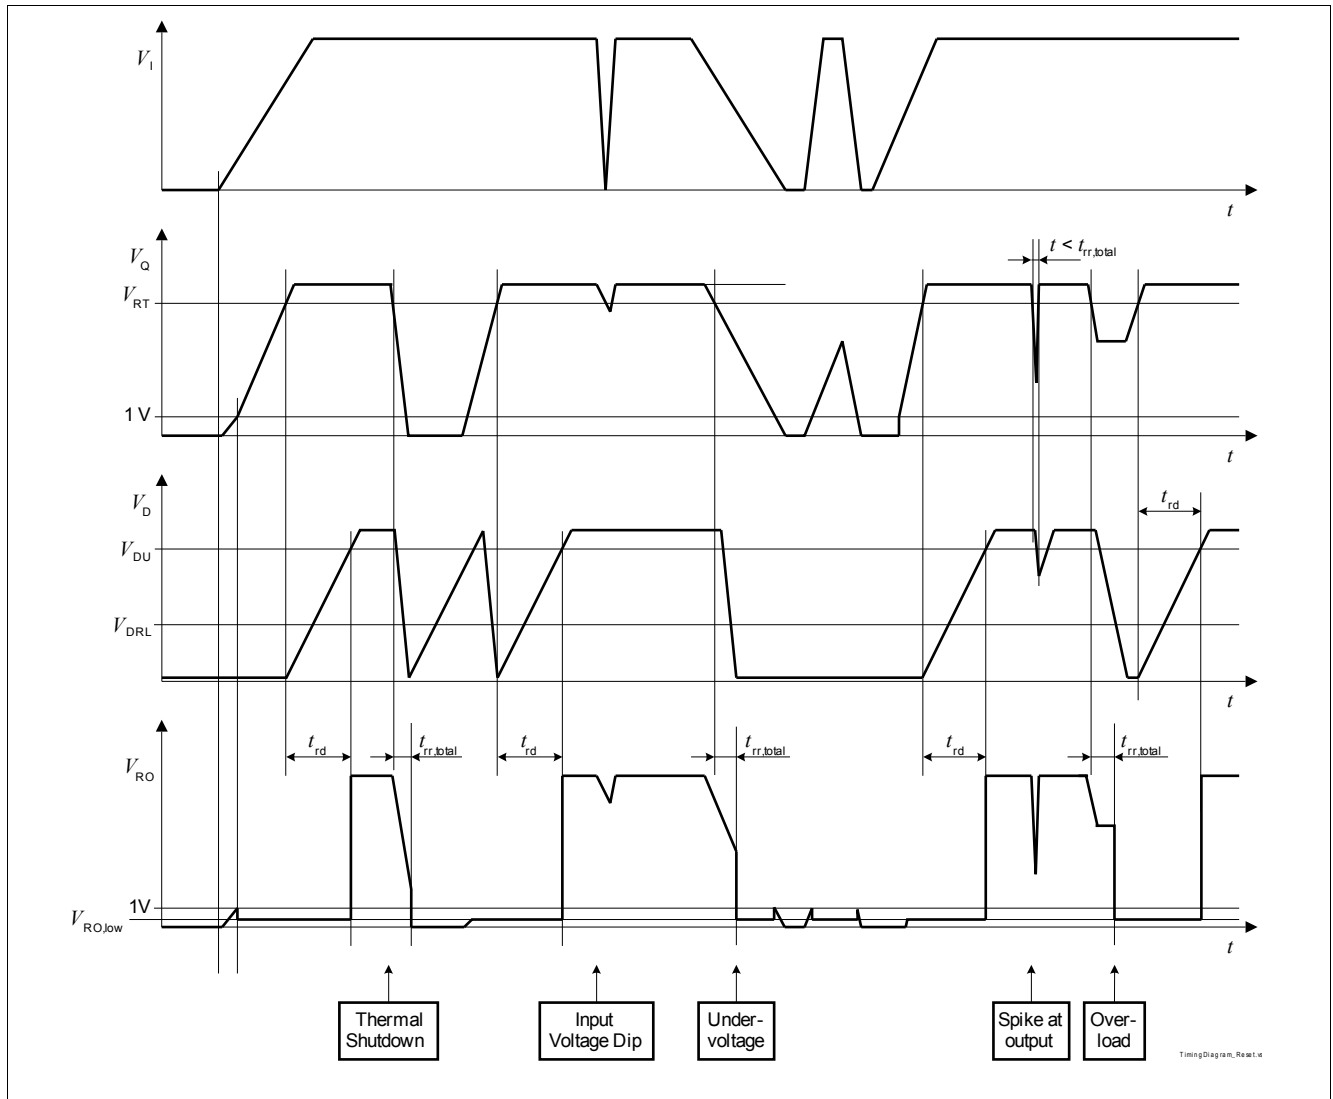 V_I
t
V_Q
t < t_rr,total
V_RT
1 V
t
V_D
t_rd
V_DU
V_DRL
t
t_rd
t_rr,total
t_rd
t_rr,total
t_rd
t_rr,total
V_RO
1V
V_RO,low
t
Thermal
Shutdown
Input
Voltage Dip
Under-
voltage
Spike at
output
Over-
load
TimingDiagram_Reset.vs